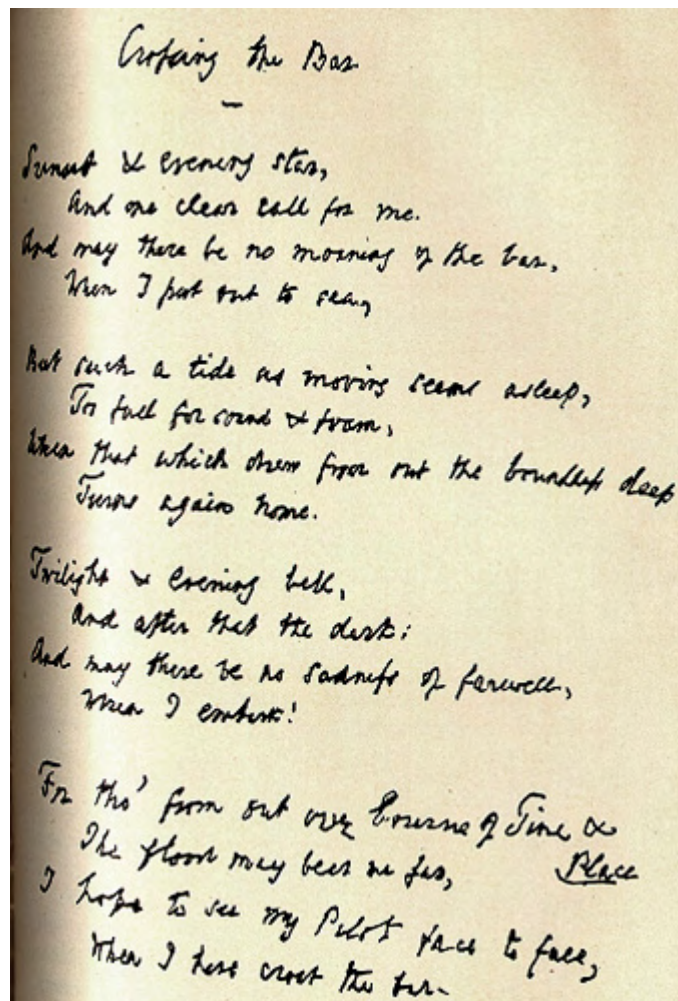 Crossing the Bar
Sunset & evening star,
And one clear call for me.
And may there be no moaning of the bar,
When I put out to sea,
But such a tide as moving seems asleep,
Too full for sound & foam,
When that which drew from out the boundless deep
Turns again home.
Twilight & evening bell,
And after that the dark;
And may there be no sadness of farewell,
When I embark!
For tho' from out our bourne of Time &
Place
The flood may bear me far,
I hope to see my Pilot face to face,
When I have crost the bar.